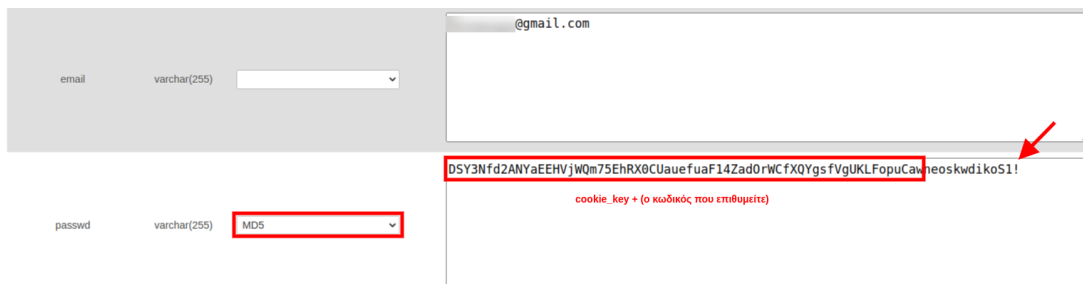 @gmail.com
email varchar(255)
DSY3Nfd2ANYaEEHVjWQm75EhRX0CUauefuaF14ZadOrWCfXQYgsfVgUKLFopuCawneoskwdikoS1!
cookie_key + (ο κωδικός που επιθυμείτε)
passwd varchar(255) MD5